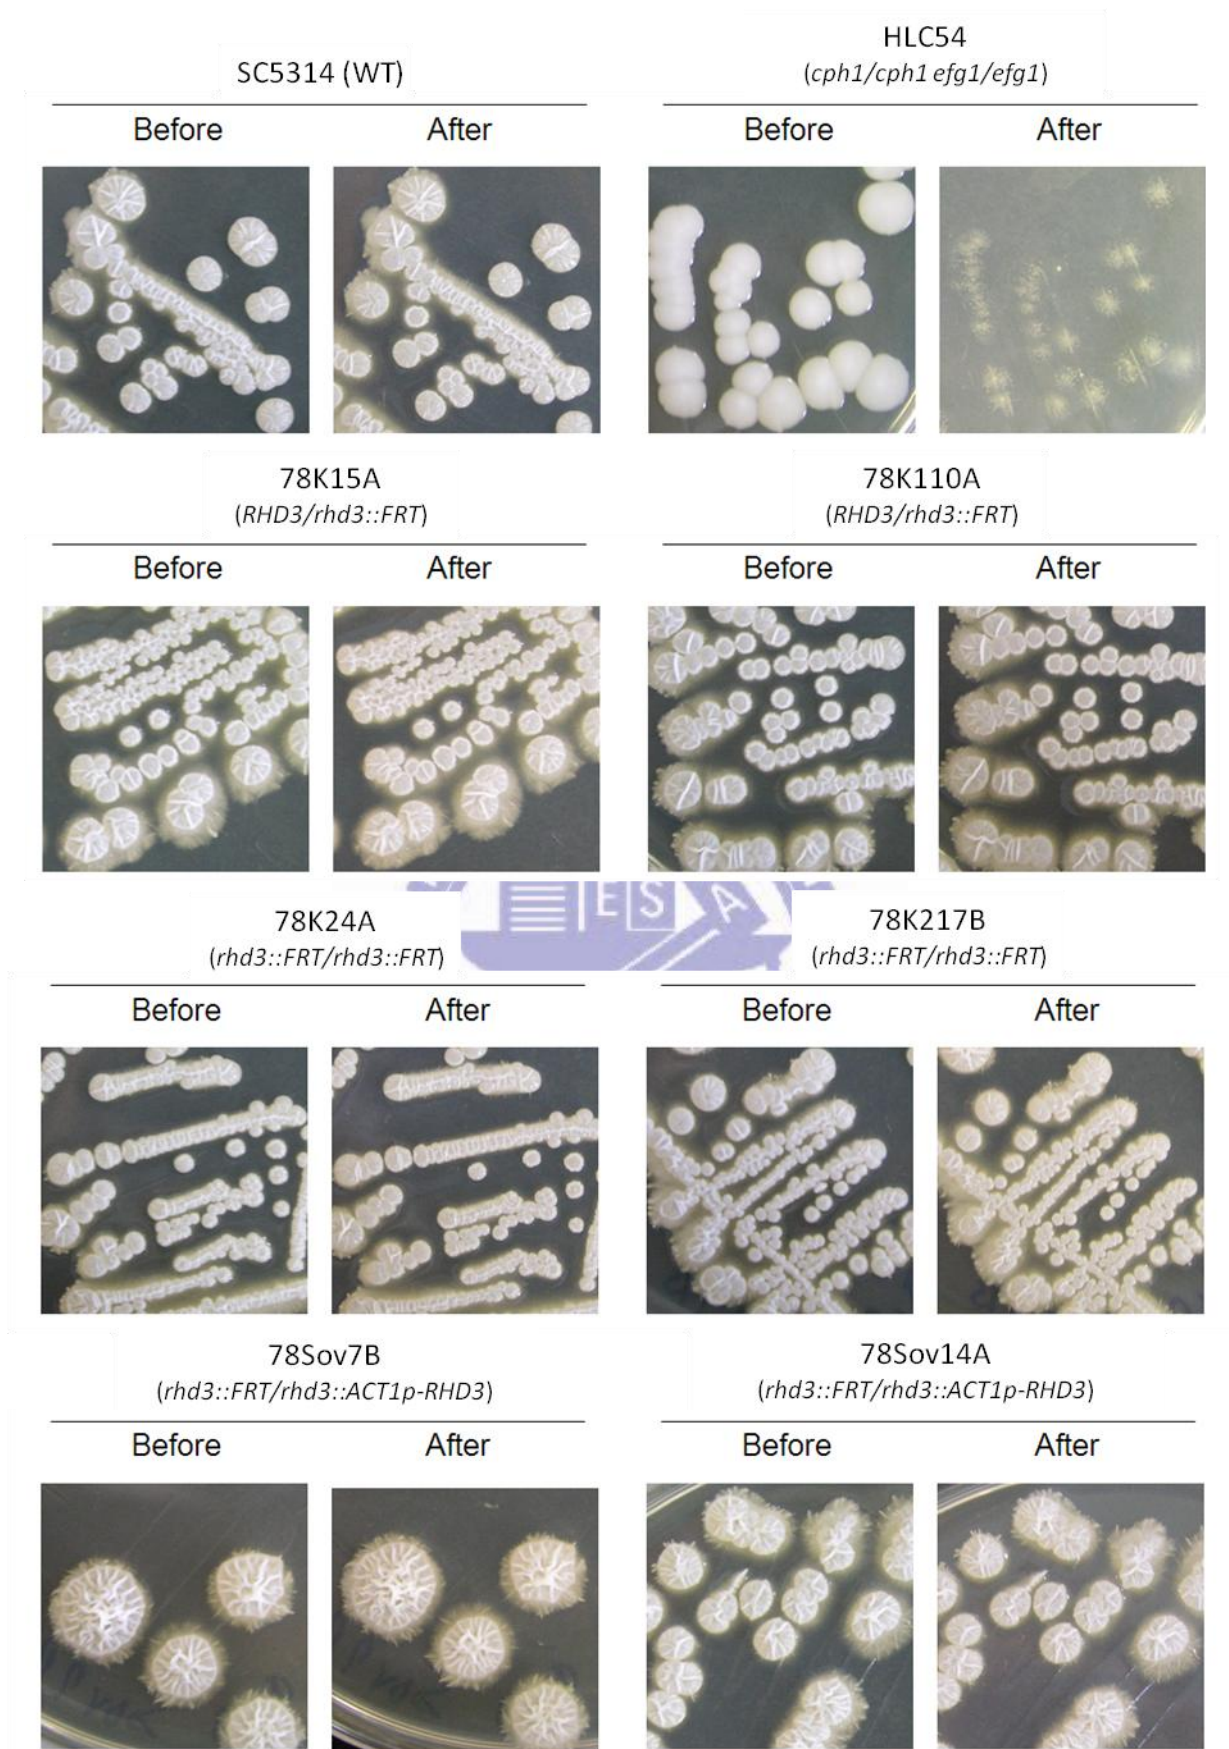 SC5314 (WT)
HLC54
(cph1/cph1 efg1/efg1)
Before
After
Before
After
78K15A
(RHD3/rhd3::FRT)
78K110A
(RHD3/rhd3::FRT)
Before
After
Before
After
ES A
78K24A
(rhd3::FRT/rhd3::FRT)
78K217B
(rhd3::FRT/rhd3::FRT)
Before
After
Before
After
78Sov7B
(rhd3::FRT/rhd3::ACT1p-RHD3)
78Sov14A
(rhd3::FRT/rhd3::ACT1p-RHD3)
Before
After
Before
After